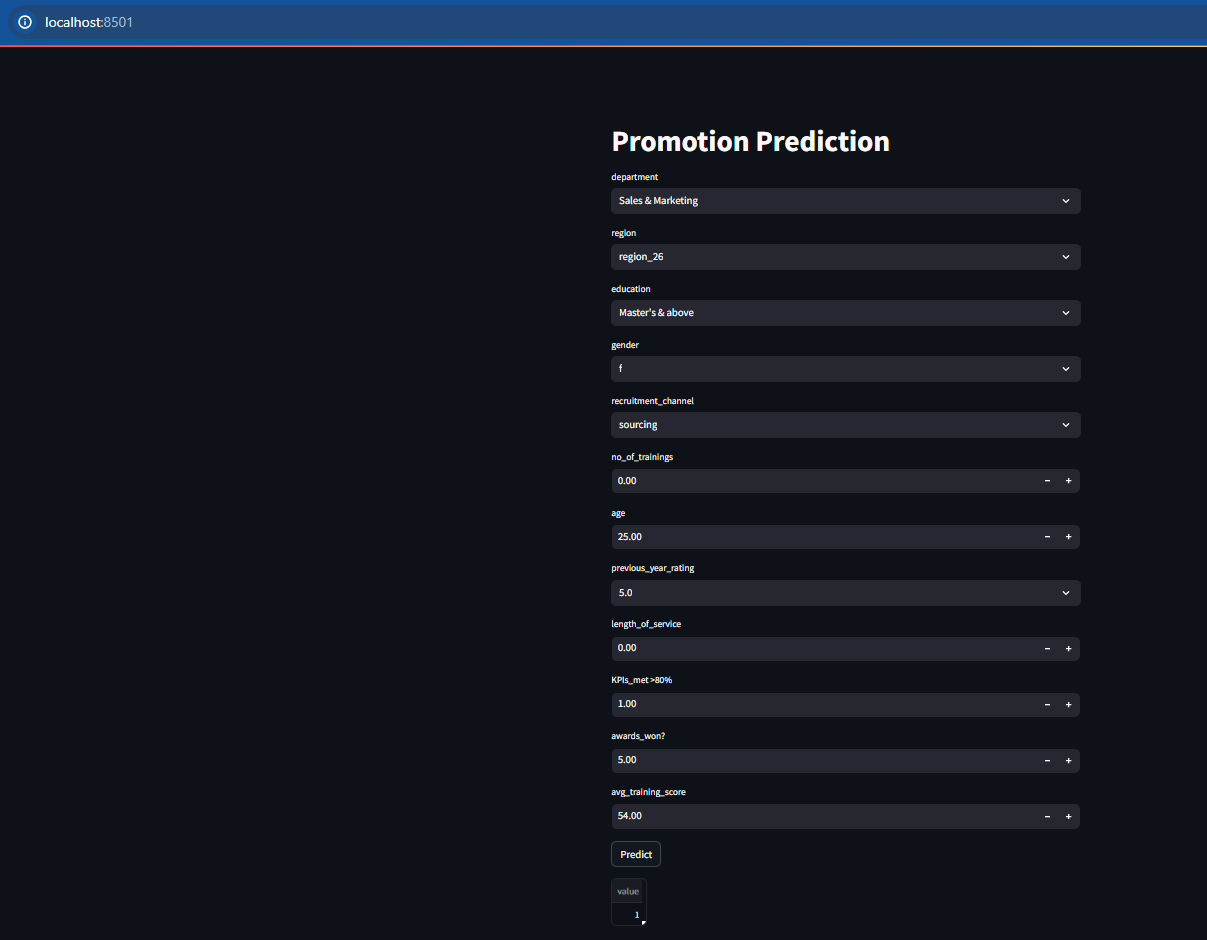 localhost:8501
Promotion Prediction
department
Sales & Marketing
region
region_26
education
Master's & above
gender
f
recruitment_channel
sourcing
no_of_trainings
0.00
age
25.00
previous_year_rating
5.0
length_of_service
0.00
KPIs_met >80%
1.00
awards_won?
5.00
avg_training_score
54.00
Predict
value
1